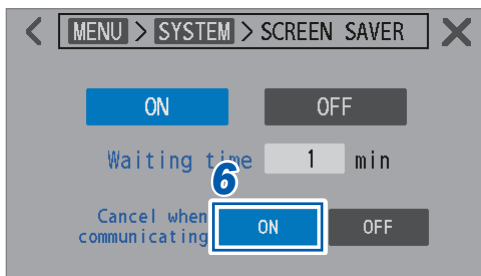 < MENU > SYSTEM > SCREEN SAVER X
ON OFF
Waiting time 1 min
6
Cancel when
communicating ON OFF